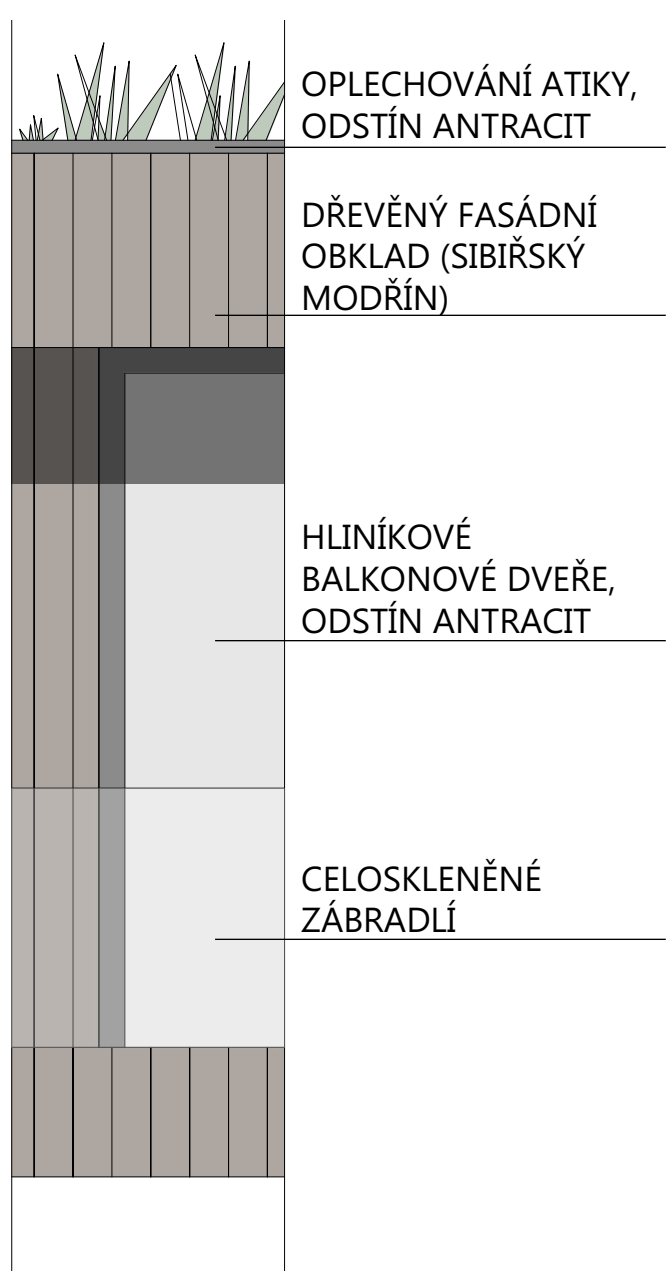 OPLECHOVÁNÍ ATIKY,
ODSTÍN ANTRACIT
DŘEVĚNÝ FASÁDNÍ
OBKLAD (SIBIŘSKÝ
MODŘÍN)
HLINÍKOVÉ
BALKONOVÉ DVEŘE,
ODSTÍN ANTRACIT
CELOSKLENĚNÉ
ZÁBRADLÍ